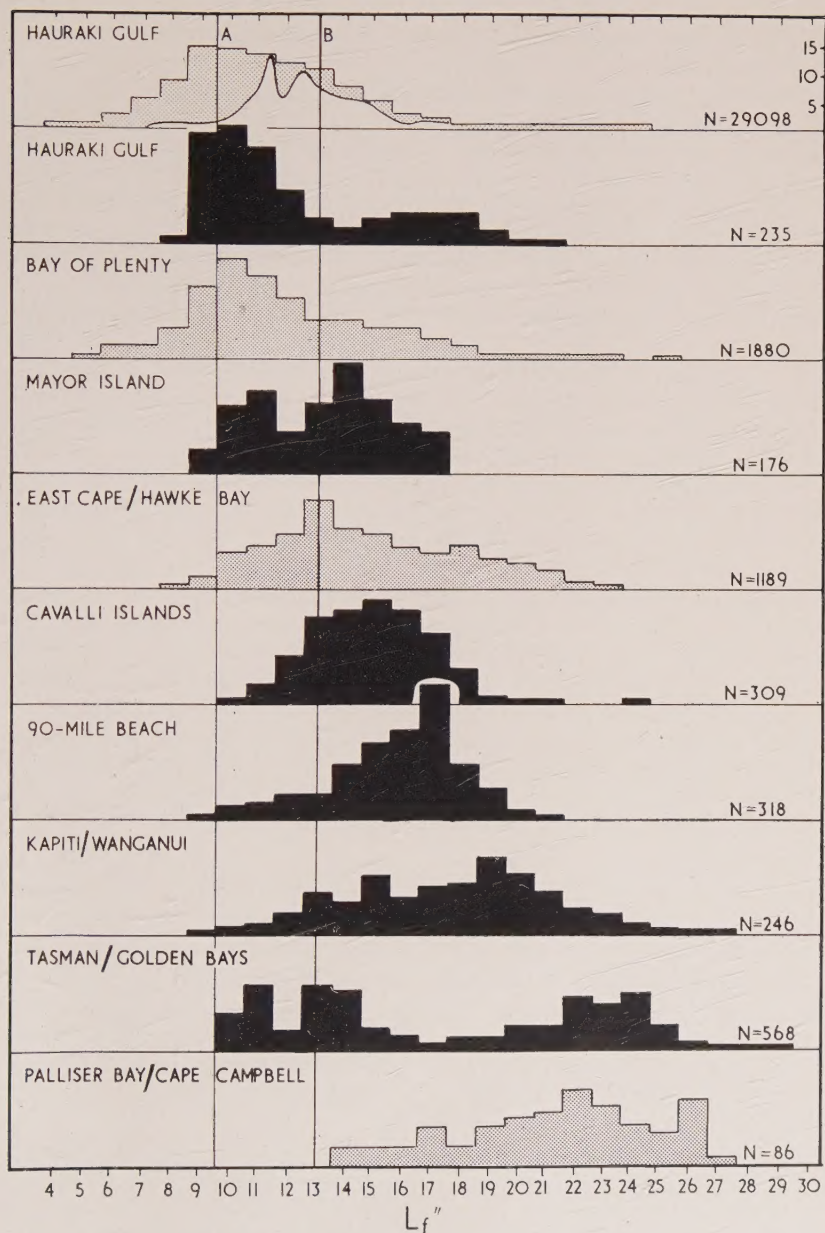 HAURAKI GULF
A
B
15
10
5
N=29098
HAURAKI GULF
N=235
BAY OF PLENTY
N=1880
MAYOR ISLAND
N=176
EAST CAPE/HAWKE BAY
N=1189
CAVALLI ISLANDS
N=309
90-MILE BEACH
N=318
KAPITI/WANGANUI
N=246
TASMAN/GOLDEN BAYS
N=568
PALLISER BAY/CAPE CAMPBELL
N=86
4 5 6 7 8 9 10 11 12 13 14 15 16 17 18 19 20 21 22 23 24 25 26 27 28 29 30
Lf"